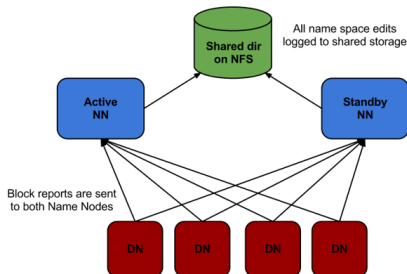 Shared dir
on NFS
All name space edits
logged to shared storage
Active
NN
Standby
NN
Block reports are sent
to both Name Nodes
DN
DN
DN
DN